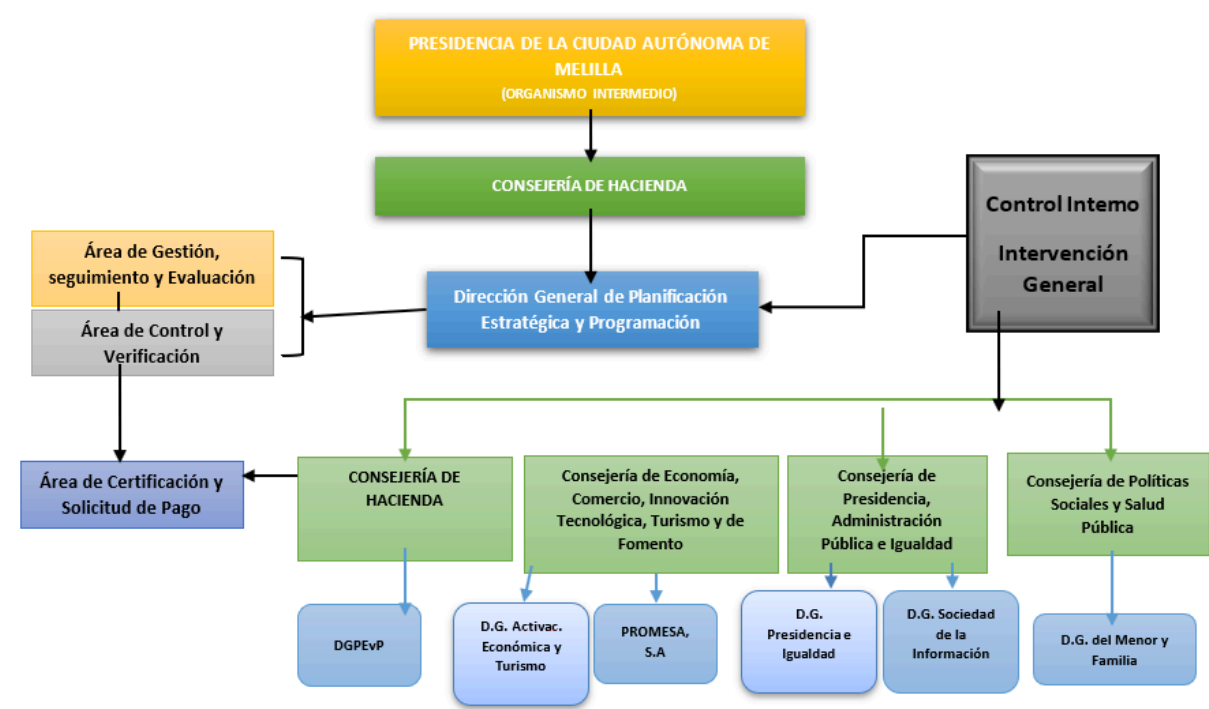 PRESIDENCIA DE LA CIUDAD AUTÓNOMA DE
MELILLA
(ORGANISMO INTERMEDIO)
CONSEJERÍA DE HACIENDA
Control Interno
Intervención
General
Área de Gestión,
seguimiento y Evaluación
Dirección General de Planificación
Estratégica y Programación
Área de Control y
Verificación
Área de Certificación y
Solicitud de Pago
CONSEJERÍA DE
HACIENDA
Consejería de Economía,
Comercio, Innovación
Tecnológica, Turismo y de
Fomento
Consejería de
Presidencia,
Administración
Pública e Igualdad
Consejería de Políticas
Sociales y Salud
Pública
DGPEvP
D.G. Activac.
Económica y
Turismo
PROMESA,
S.A
D.G.
Presidencia e
Igualdad
D.G. Sociedad
de la
Información
D.G. del Menor y
Familia